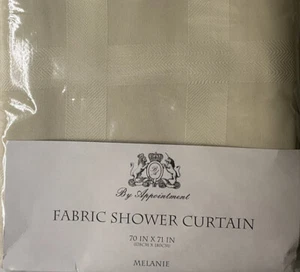 By Appointment
FABRIC SHOWER CURTAIN
70 IN X 71 IN
MELANIE